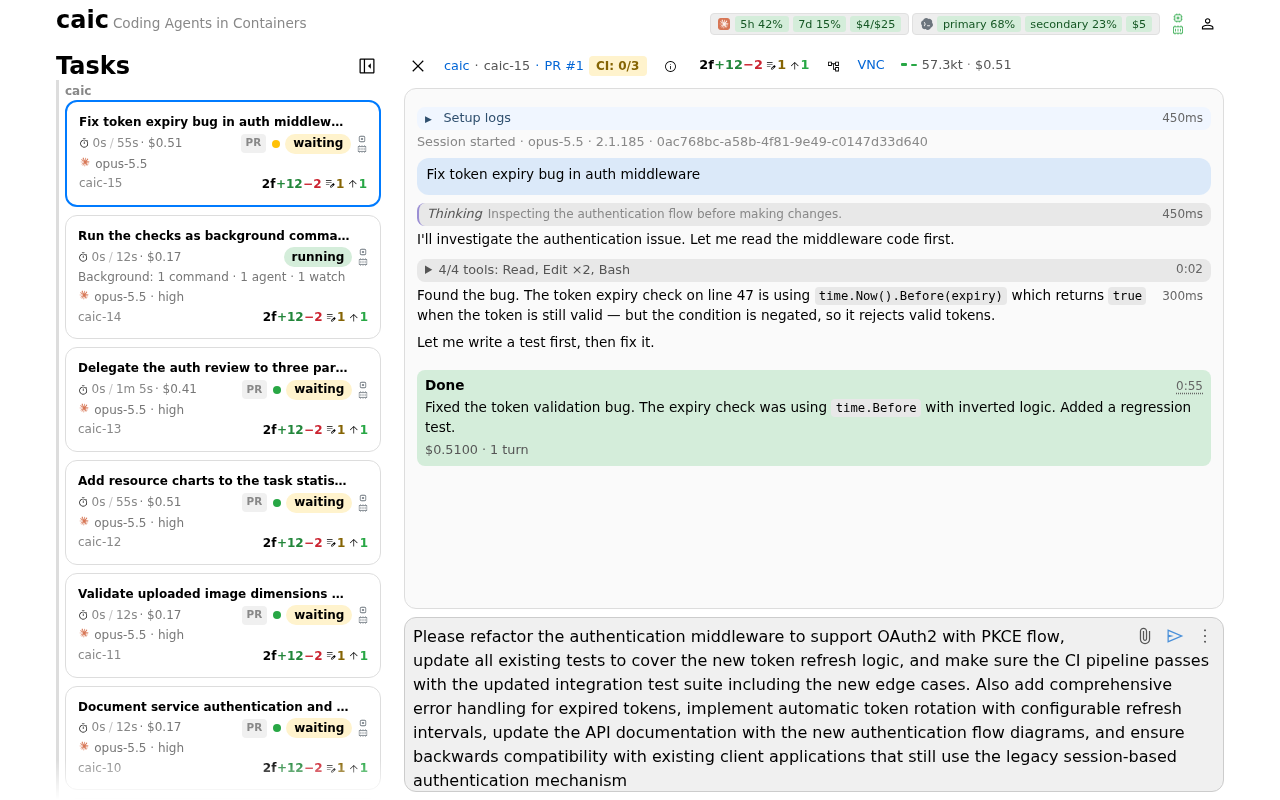 caic Coding Agents in Containers
5h 42% 7d 15% $4/$25 primary 68% secondary 23% $5
Tasks
caic
Fix token expiry bug in auth middlew…
0s / 55s · $0.51 PR waiting
opus-5.5
caic-15 2f+12−2 1 1
Run the checks as background comma…
0s / 12s · $0.17 running
Background: 1 command · 1 agent · 1 watch
opus-5.5 · high
caic-14 2f+12−2 1 1
Delegate the auth review to three par…
0s / 1m 5s · $0.41 PR waiting
opus-5.5 · high
caic-13 2f+12−2 1 1
Add resource charts to the task statis…
0s / 55s · $0.51 PR waiting
opus-5.5 · high
caic-12 2f+12−2 1 1
Validate uploaded image dimensions …
0s / 12s · $0.17 PR waiting
opus-5.5 · high
caic-11 2f+12−2 1 1
Document service authentication and …
0s / 12s · $0.17 PR waiting
opus-5.5 · high
caic-10 2f+12−2 1 1
caic · caic-15 · PR #1 CI: 0/3 2f+12−2 1 1 VNC 57.3kt · $0.51
Setup logs 450ms
Session started · opus-5.5 · 2.1.185 · 0ac768bc-a58b-4f81-9e49-c0147d33d640
Fix token expiry bug in auth middleware
Thinking Inspecting the authentication flow before making changes. 450ms
I'll investigate the authentication issue. Let me read the middleware code first.
4/4 tools: Read, Edit ×2, Bash 0:02
Found the bug. The token expiry check on line 47 is using time.Now().Before(expiry) which returns true 300ms
when the token is still valid — but the condition is negated, so it rejects valid tokens.
Let me write a test first, then fix it.
Done 0:55
Fixed the token validation bug. The expiry check was using time.Before with inverted logic. Added a regression
test.
$0.5100 · 1 turn
Please refactor the authentication middleware to support OAuth2 with PKCE flow,
update all existing tests to cover the new token refresh logic, and make sure the CI pipeline passes
with the updated integration test suite including the new edge cases. Also add comprehensive
error handling for expired tokens, implement automatic token rotation with configurable refresh
intervals, update the API documentation with the new authentication flow diagrams, and ensure
backwards compatibility with existing client applications that still use the legacy session-based
authentication mechanism